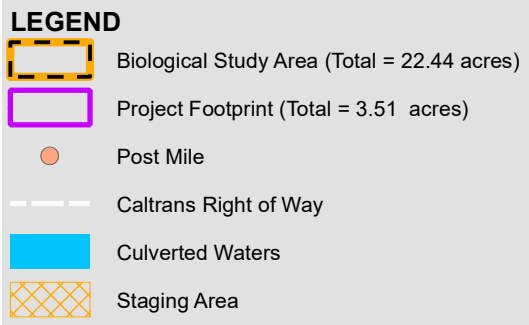 LEGEND
Biological Study Area (Total = 22.44 acres)
Project Footprint (Total = 3.51 acres)
Post Mile
Caltrans Right of Way
Culverted Waters
Staging Area